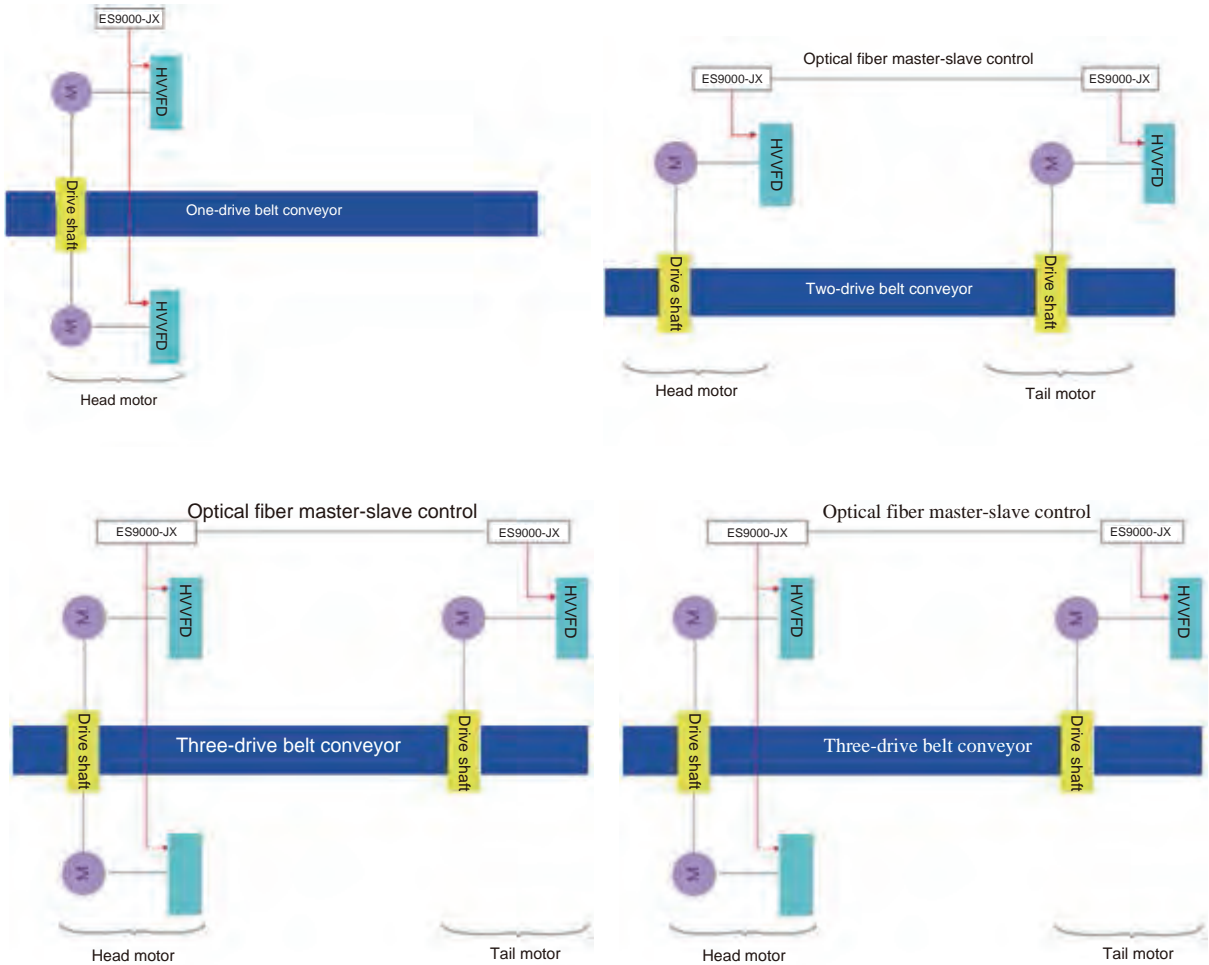 ES9000-JX
HVVFD
M
Drive shaft
One-drive belt conveyor
M
HVVFD
Head motor
Optical fiber master-slave control
ES9000-JX
ES9000-JX
M
HVVFD
M
HVVFD
Drive shaft
Two-drive belt conveyor
Drive shaft
Head motor
Tail motor
Optical fiber master-slave control
ES9000-JX
ES9000-JX
M
HVVFD
M
HVVFD
Drive shaft
Three-drive belt conveyor
Drive shaft
M
Head motor
Tail motor
Optical fiber master-slave control
ES9000-JX
ES9000-JX
M
HVVFD
M
HVVFD
Drive shaft
Three-drive belt conveyor
Drive shaft
M
Head motor
Tail motor